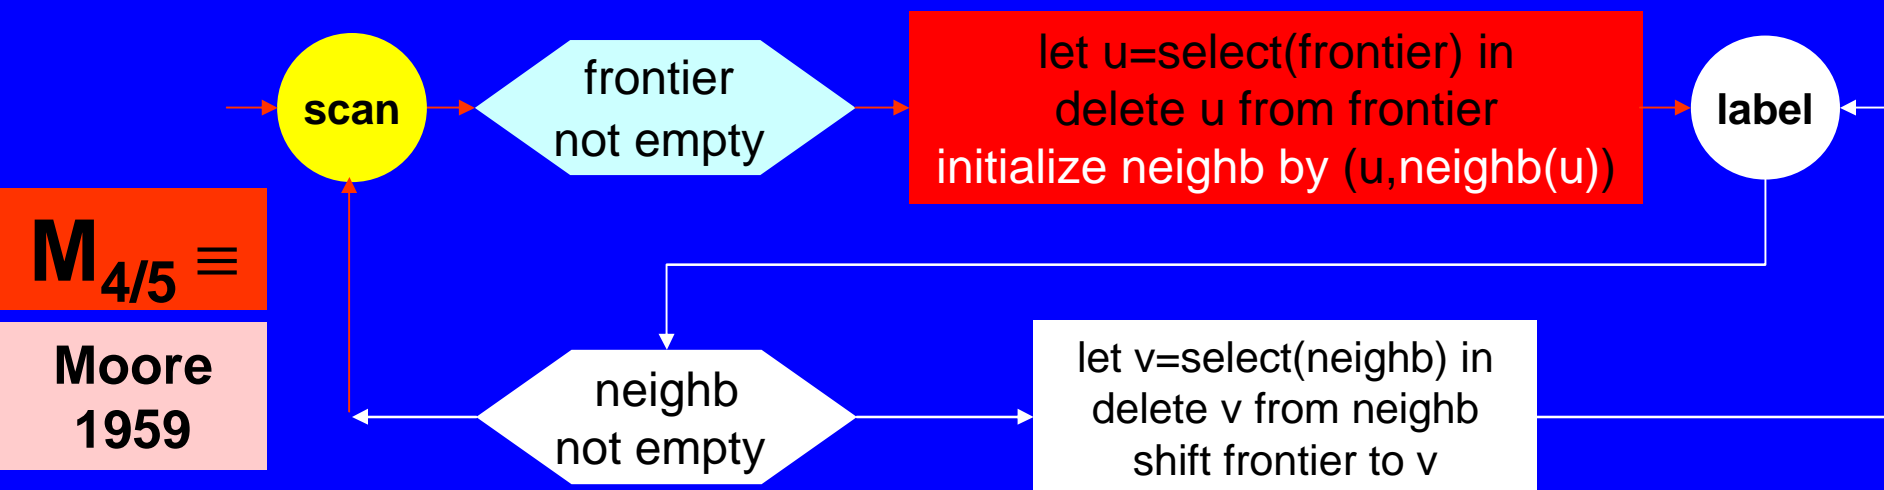 scan
frontier
not empty
let u=select(frontier) in
delete u from frontier
initialize neighb by (u,neighb(u))
label
M4/5 ≡
Moore
1959
neighb
not empty
let v=select(neighb) in
delete v from neighb
shift frontier to v